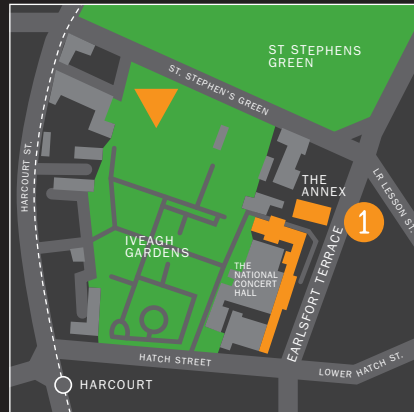 ST STEPHENS
GREEN
ST. STEPHEN'S GREEN
HARCOURT ST.
LR LESSON ST.
THE
ANNEX
1
IVEAGH
GARDENS
THE
NATIONAL
CONCERT
HALL
EARLSFORT TERRACE
HATCH STREET
LOWER HATCH ST.
HARCOURT